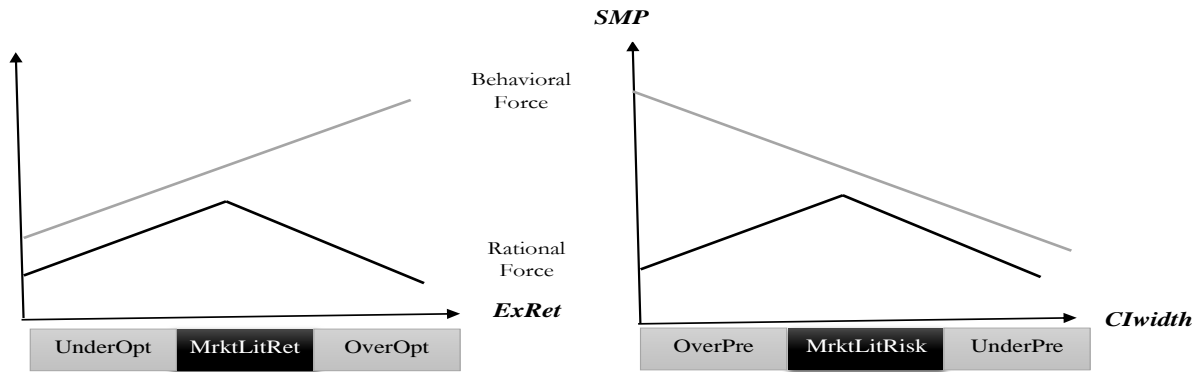 SMP
Behavioral
Force
Rational
Force
ExRet
CIwidth
UnderOpt MrktLitRet OverOpt
OverPre MrktLitRisk UnderPre